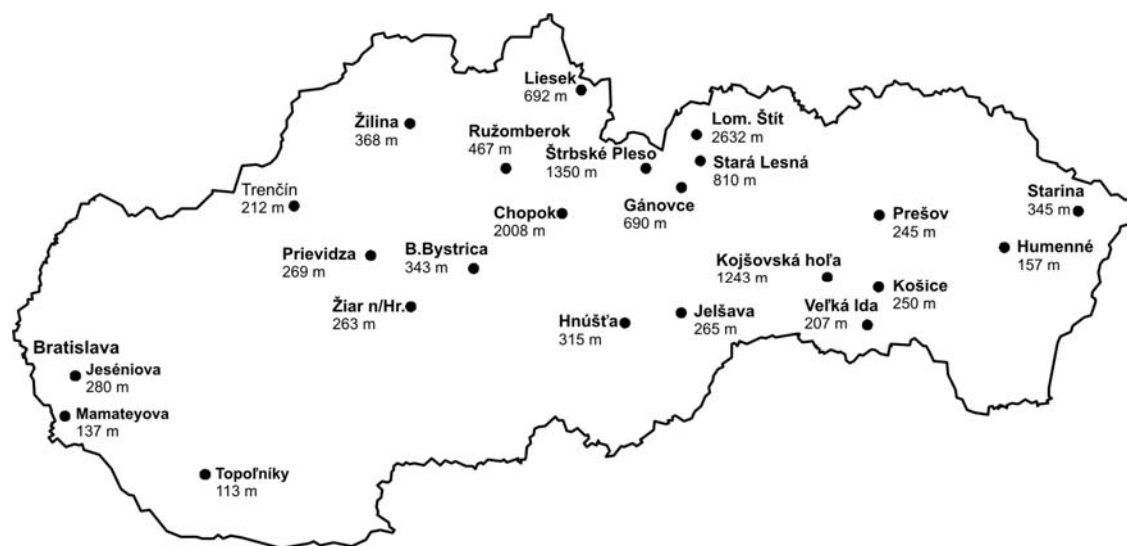 Liesek
692 m
Žilina
368 m
Ružomberok
467 m
Lom. Štít
2632 m
Štrbské Pleso
1350 m
Stará Lesná
810 m
Trenčín
212 m
Chopok
2008 m
Gánovce
690 m
Prešov
245 m
Starina
345 m
Prievidza
269 m
B.Bystrica
343 m
Kojšovská hoľa
1243 m
Humenné
157 m
Žiar n/Hr.
263 m
Hnúšťa
315 m
Jelšava
265 m
Veľká Ida
207 m
Košice
250 m
Bratislava
Jeséniova
280 m
Mamateyova
137 m
Topoľníky
113 m